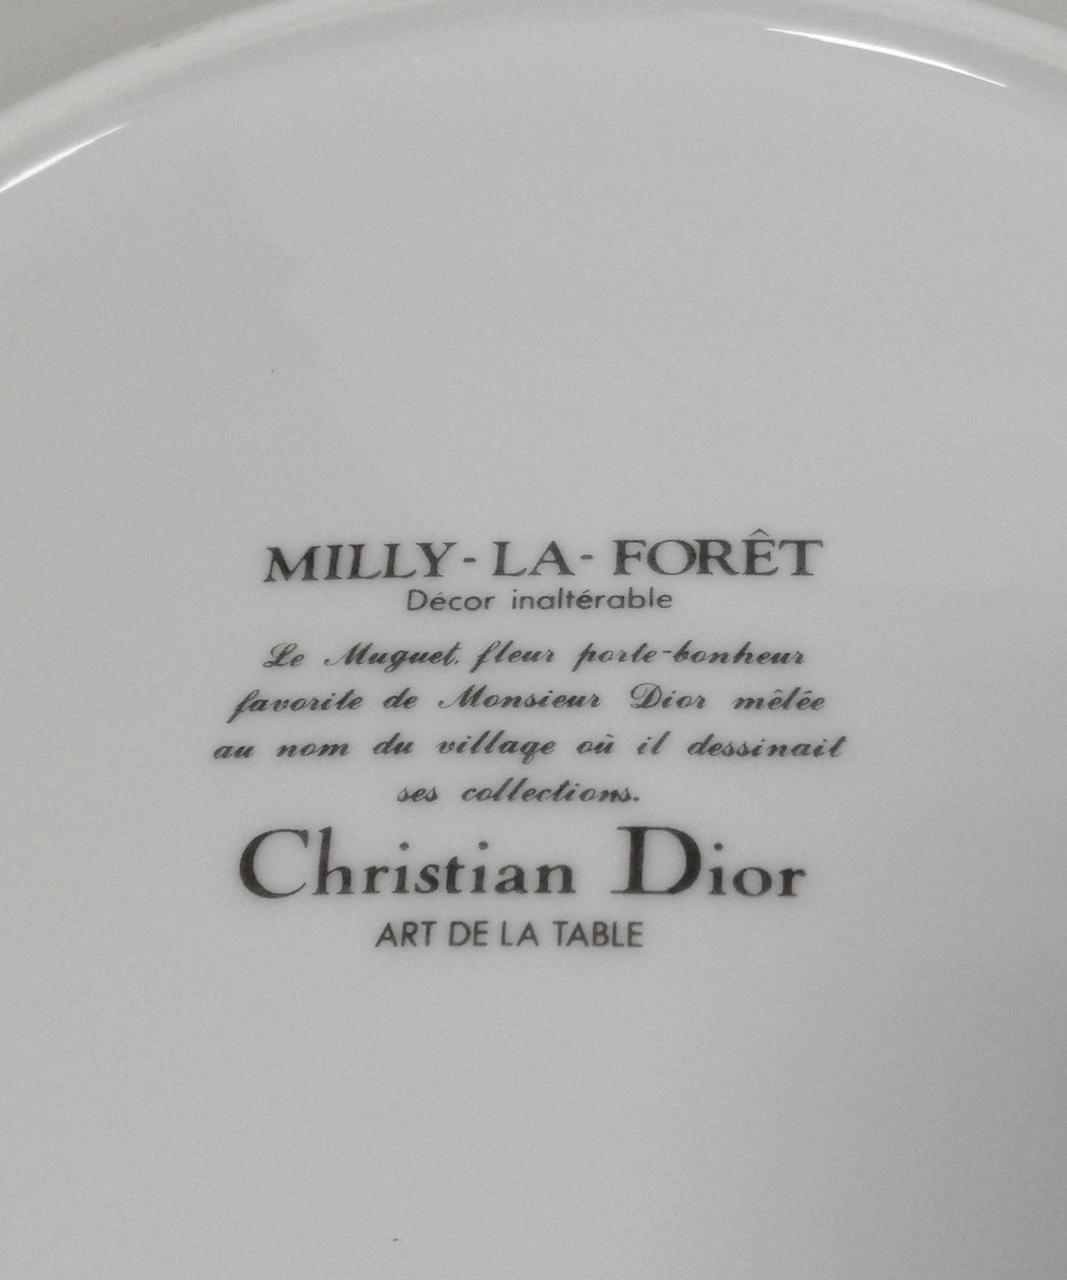 MILLY-LA-FORÊT
Décor inaltérable
Le Muguet, fleur porte-bonheur
favorite de Monsieur Dior mêlée
au nom du village où il dessinait
ses collections.
Christian Dior
ART DE LA TABLE